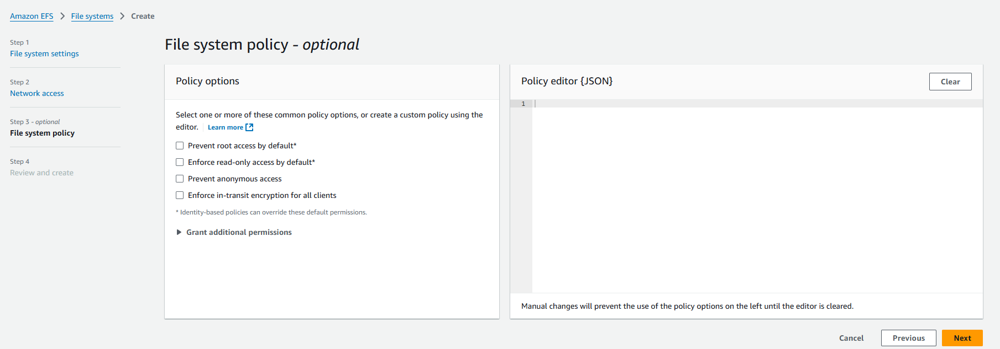 Amazon EFS > File systems > Create
Step 1
File system settings
Step 2
Network access
Step 3 - optional
File system policy
Step 4
Review and create
File system policy - optional
Policy options
Select one or more of these common policy options, or create a custom policy using the
editor. Learn more
Prevent root access by default*
Enforce read-only access by default*
Prevent anonymous access
Enforce in-transit encryption for all clients
* Identity-based policies can override these default permissions.
Grant additional permissions
Policy editor {JSON}
Clear
1
Manual changes will prevent the use of the policy options on the left until the editor is cleared.
Cancel
Previous
Next